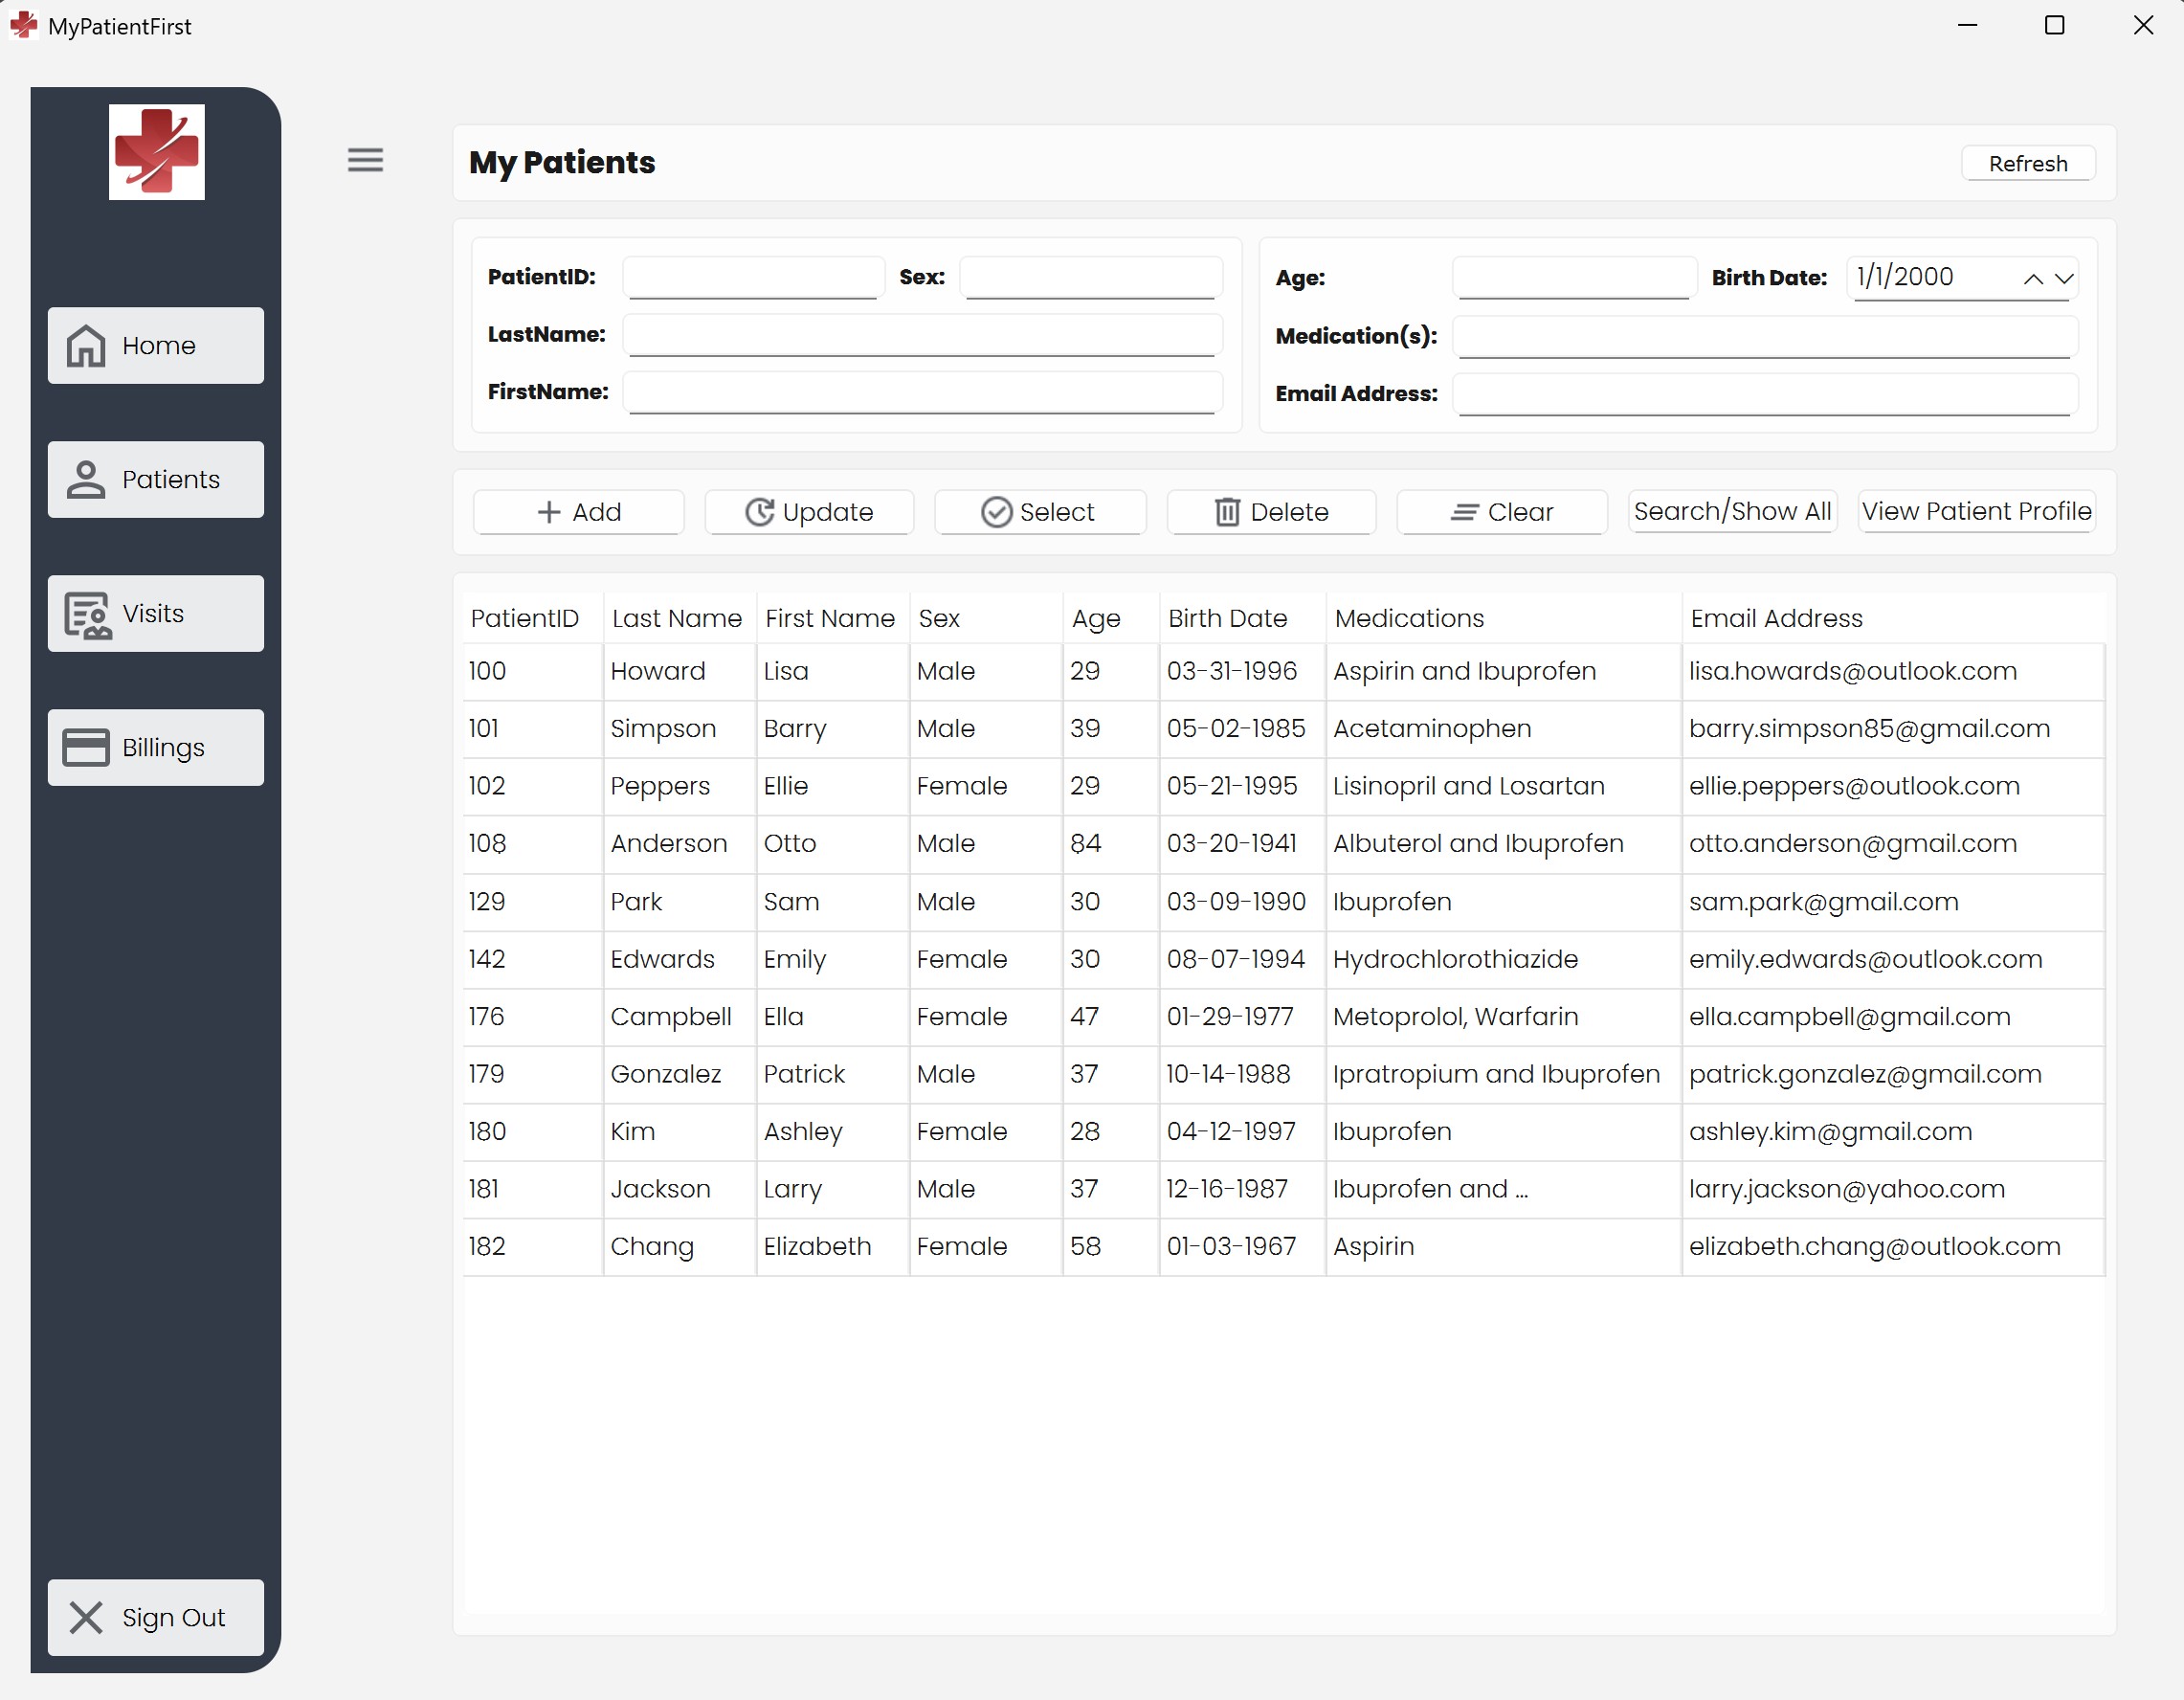 MyPatientFirst
Home
Patients
Visits
Billings
Sign Out
My Patients Refresh
PatientID: Sex: Age: Birth Date: 1/1/2000
LastName: Medication(s):
FirstName: Email Address:
Add Update Select Delete Clear Search/Show All View Patient Profile
PatientID Last Name First Name Sex Age Birth Date Medications Email Address
100 Howard Lisa Male 29 03-31-1996 Aspirin and Ibuprofen lisa.howards@outlook.com
101 Simpson Barry Male 39 05-02-1985 Acetaminophen barry.simpson85@gmail.com
102 Peppers Ellie Female 29 05-21-1995 Lisinopril and Losartan ellie.peppers@outlook.com
108 Anderson Otto Male 84 03-20-1941 Albuterol and Ibuprofen otto.anderson@gmail.com
129 Park Sam Male 30 03-09-1990 Ibuprofen sam.park@gmail.com
142 Edwards Emily Female 30 08-07-1994 Hydrochlorothiazide emily.edwards@outlook.com
176 Campbell Ella Female 47 01-29-1977 Metoprolol, Warfarin ella.campbell@gmail.com
179 Gonzalez Patrick Male 37 10-14-1988 Ipratropium and Ibuprofen patrick.gonzalez@gmail.com
180 Kim Ashley Female 28 04-12-1997 Ibuprofen ashley.kim@gmail.com
181 Jackson Larry Male 37 12-16-1987 Ibuprofen and ... larry.jackson@yahoo.com
182 Chang Elizabeth Female 58 01-03-1967 Aspirin elizabeth.chang@outlook.com